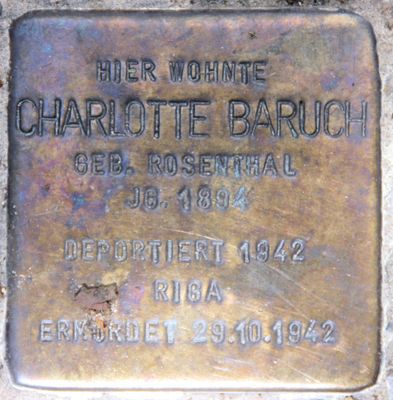 HIER WOHNTE
CHARLOTTE BARUCH
GEB. ROSENTHAL
JG. 1894
DEPORTIERT 1942
RIGA
ERMORDET 29.10.1942